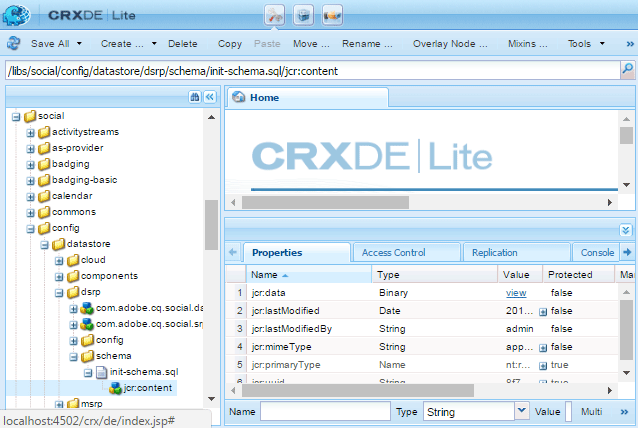 CRXDE | Lite
Save All Create ... Delete Copy Paste Move ... Rename ... Overlay Node ... Mixins ... Tools
/libs/social/config/datastore/dsrp/schema/init-schema.sql/jcr:content
Home
social
activitystreams
as-provider
badging
badging-basic
calendar
commons
config
datastore
cloud
components
dsrp
com.adobe.cq.social.da
com.adobe.cq.social.sr
config
schema
init-schema.sql
jcr:content
msrp
localhost:4502/crx/de/index.jsp#
CRXDE | Lite
Properties Access Control Replication Console
Name Type Value Protected Ma
1 jcr:data Binary view false
2 jcr:lastModified Date 201... false
3 jcr:lastModifiedBy String admin false
4 jcr:mimeType String app... false
5 jcr:primaryType Name nt:r... true
6 jcr:uuid String 8f7... true
Name Type String Value Multi